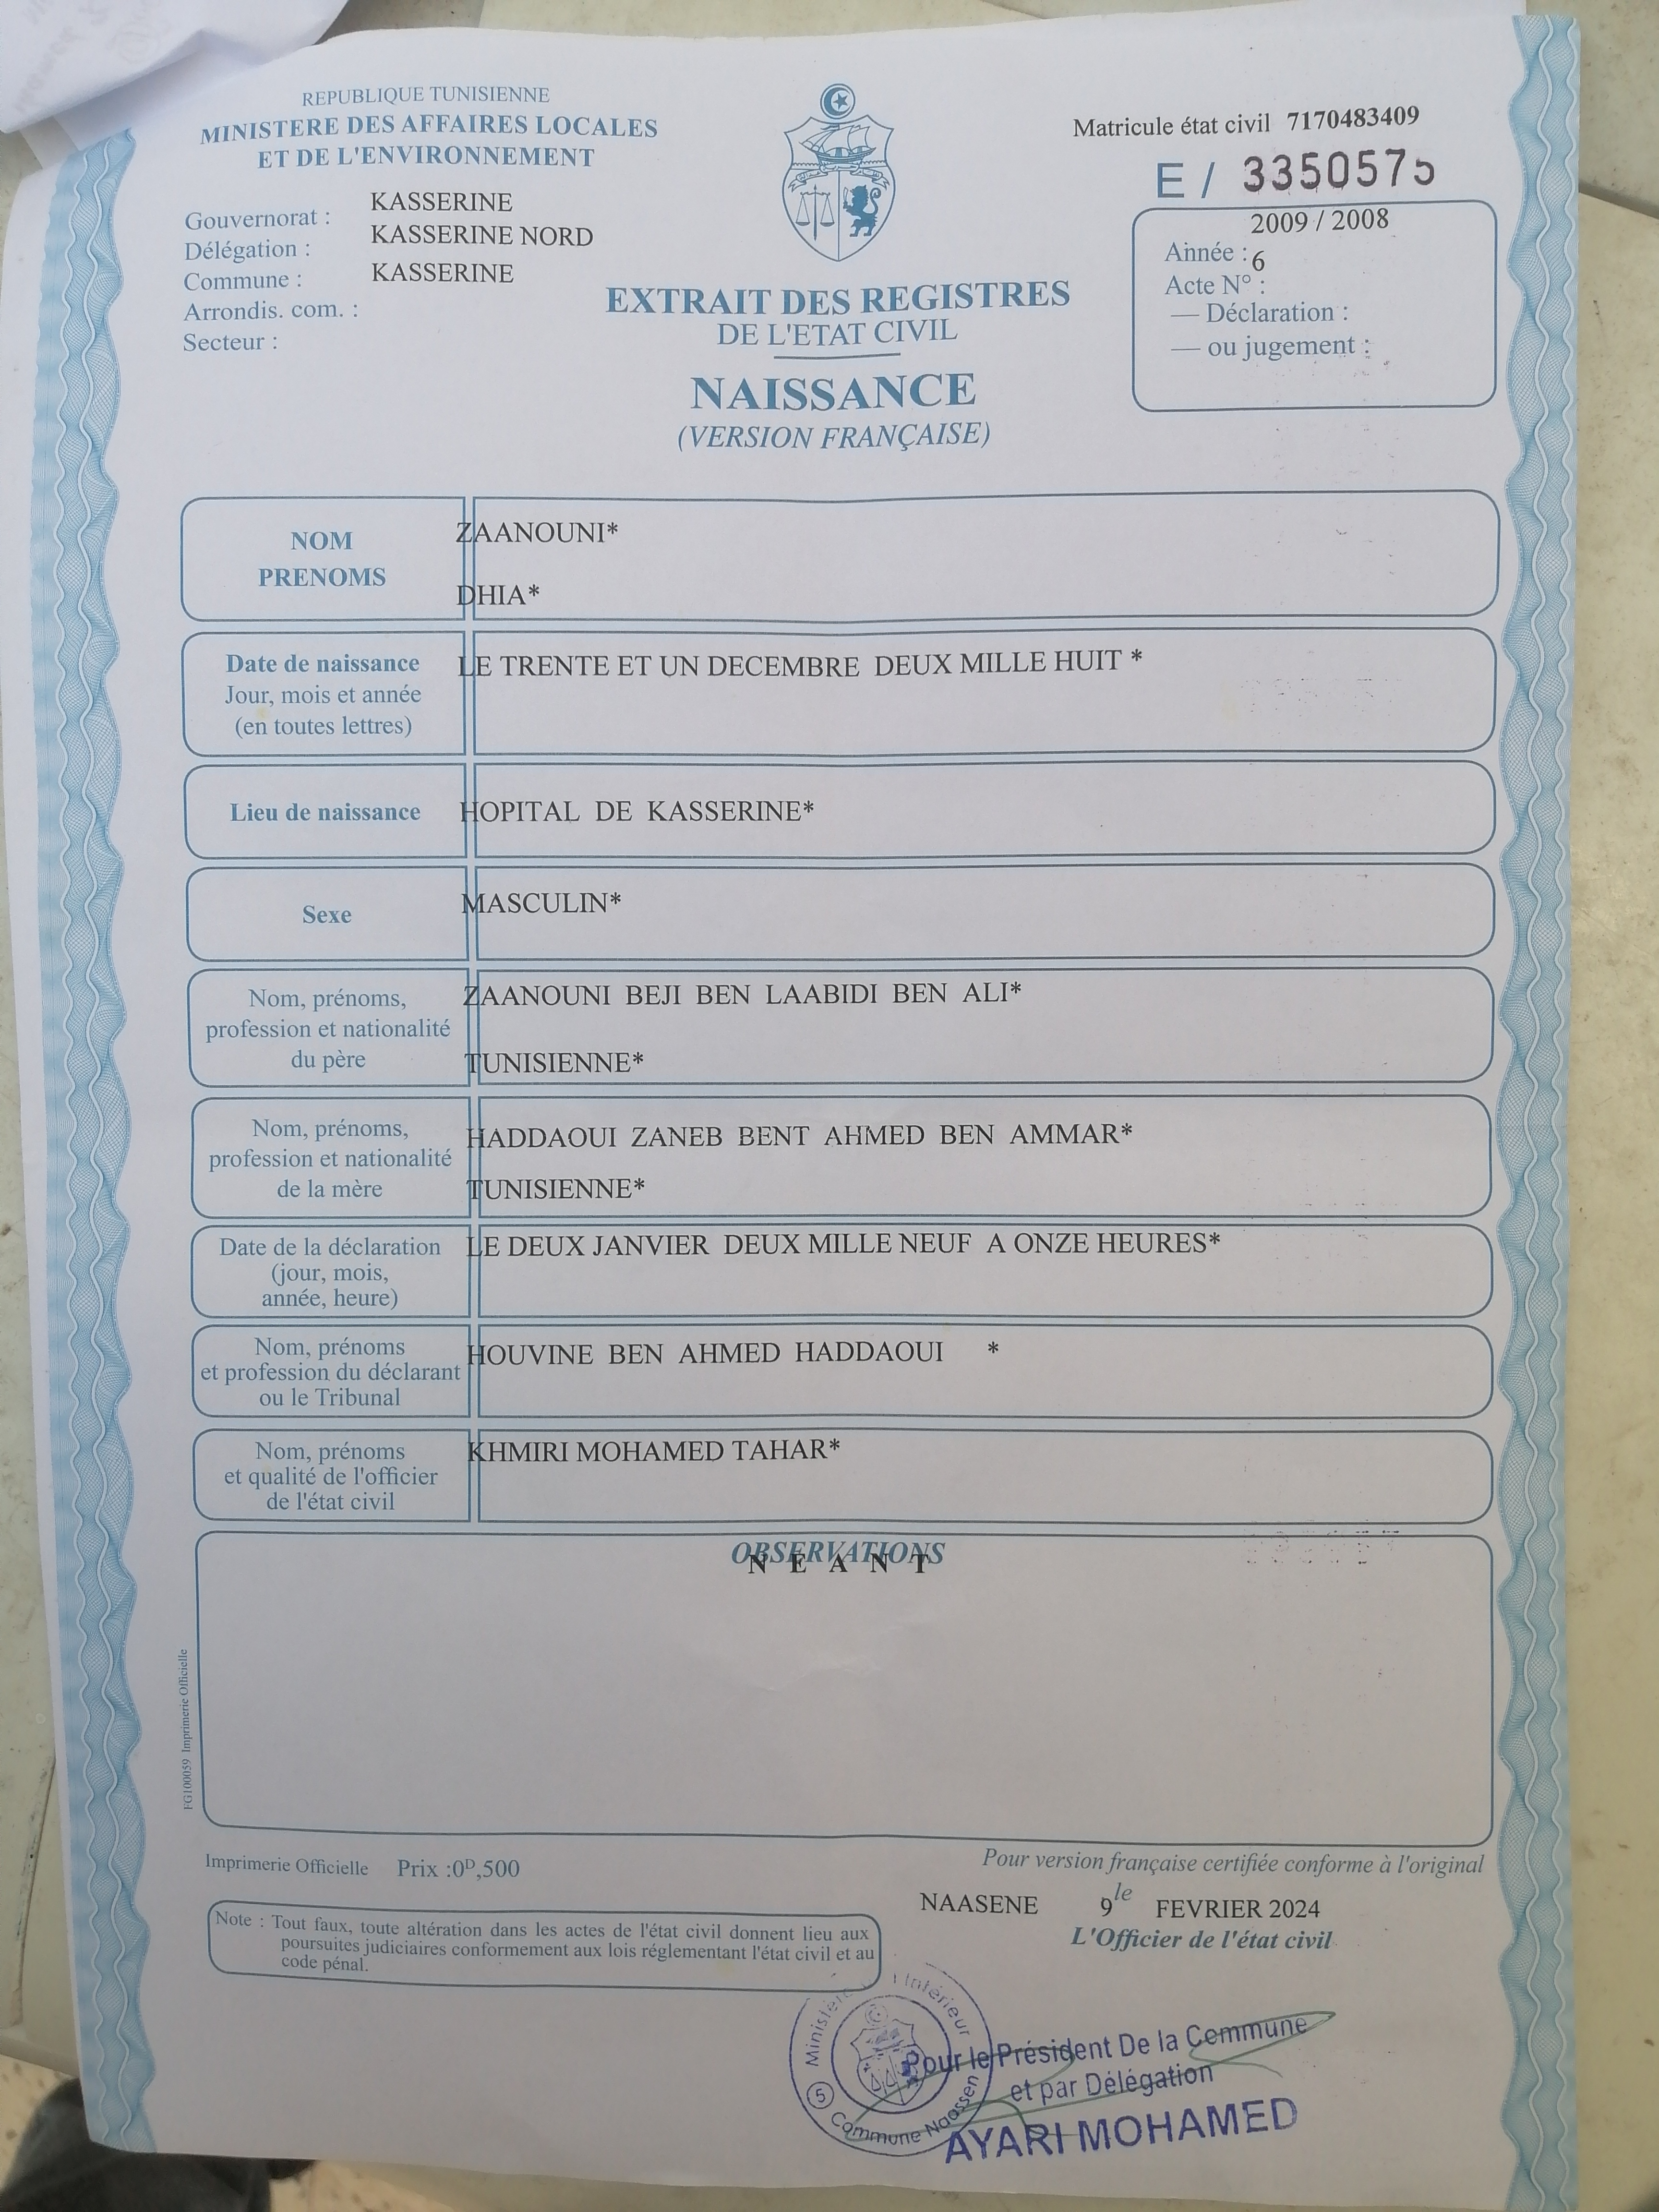 REPUBLIQUE TUNISIENNE
MINISTERE DES AFFAIRES LOCALES
ET DE L'ENVIRONNEMENT
Gouvernorat : KASSERINE
Délégation : KASSERINE NORD
Commune : KASSERINE
Arrondis. com. :
Secteur :
Matricule état civil 7170483409
E / 3350575
2009 / 2008
Année : 6
Acte N° :
— Déclaration :
— ou jugement :
EXTRAIT DES REGISTRES
DE L'ETAT CIVIL
NAISSANCE
(VERSION FRANÇAISE)
NOM
PRENOMS
ZAANOUNI*
DHIA*
Date de naissance
Jour, mois et année
(en toutes lettres)
LE TRENTE ET UN DECEMBRE DEUX MILLE HUIT *
Lieu de naissance
HOPITAL DE KASSERINE*
Sexe
MASCULIN*
Nom, prénoms,
profession et nationalité
du père
ZAANOUNI BEJI BEN LAABIDI BEN ALI*
TUNISIENNE*
Nom, prénoms,
profession et nationalité
de la mère
HADDAOUI ZANEB BENT AHMED BEN AMMAR*
TUNISIENNE*
Date de la déclaration
(jour, mois,
année, heure)
LE DEUX JANVIER DEUX MILLE NEUF A ONZE HEURES*
Nom, prénoms
et profession du déclarant
ou le Tribunal
HOUVINE BEN AHMED HADDAOUI *
Nom, prénoms
et qualité de l'officier
de l'état civil
KHMIRI MOHAMED TAHAR*
OBSERVATIONS
N E A N T
FG100059 Imprimerie Officielle
Imprimerie Officielle Prix :0ᴰ,500
Pour version française certifiée conforme à l'original
NAASENE 9 le FEVRIER 2024
L'Officier de l'état civil
Note : Tout faux, toute altération dans les actes de l'état civil donnent lieu aux
poursuites judiciaires conformement aux lois réglementant l'état civil et au
code pénal.
Ministère Intérieur
5 Commune Naassen
Pour le Président De la Commune
et par Délégation
AYARI MOHAMED